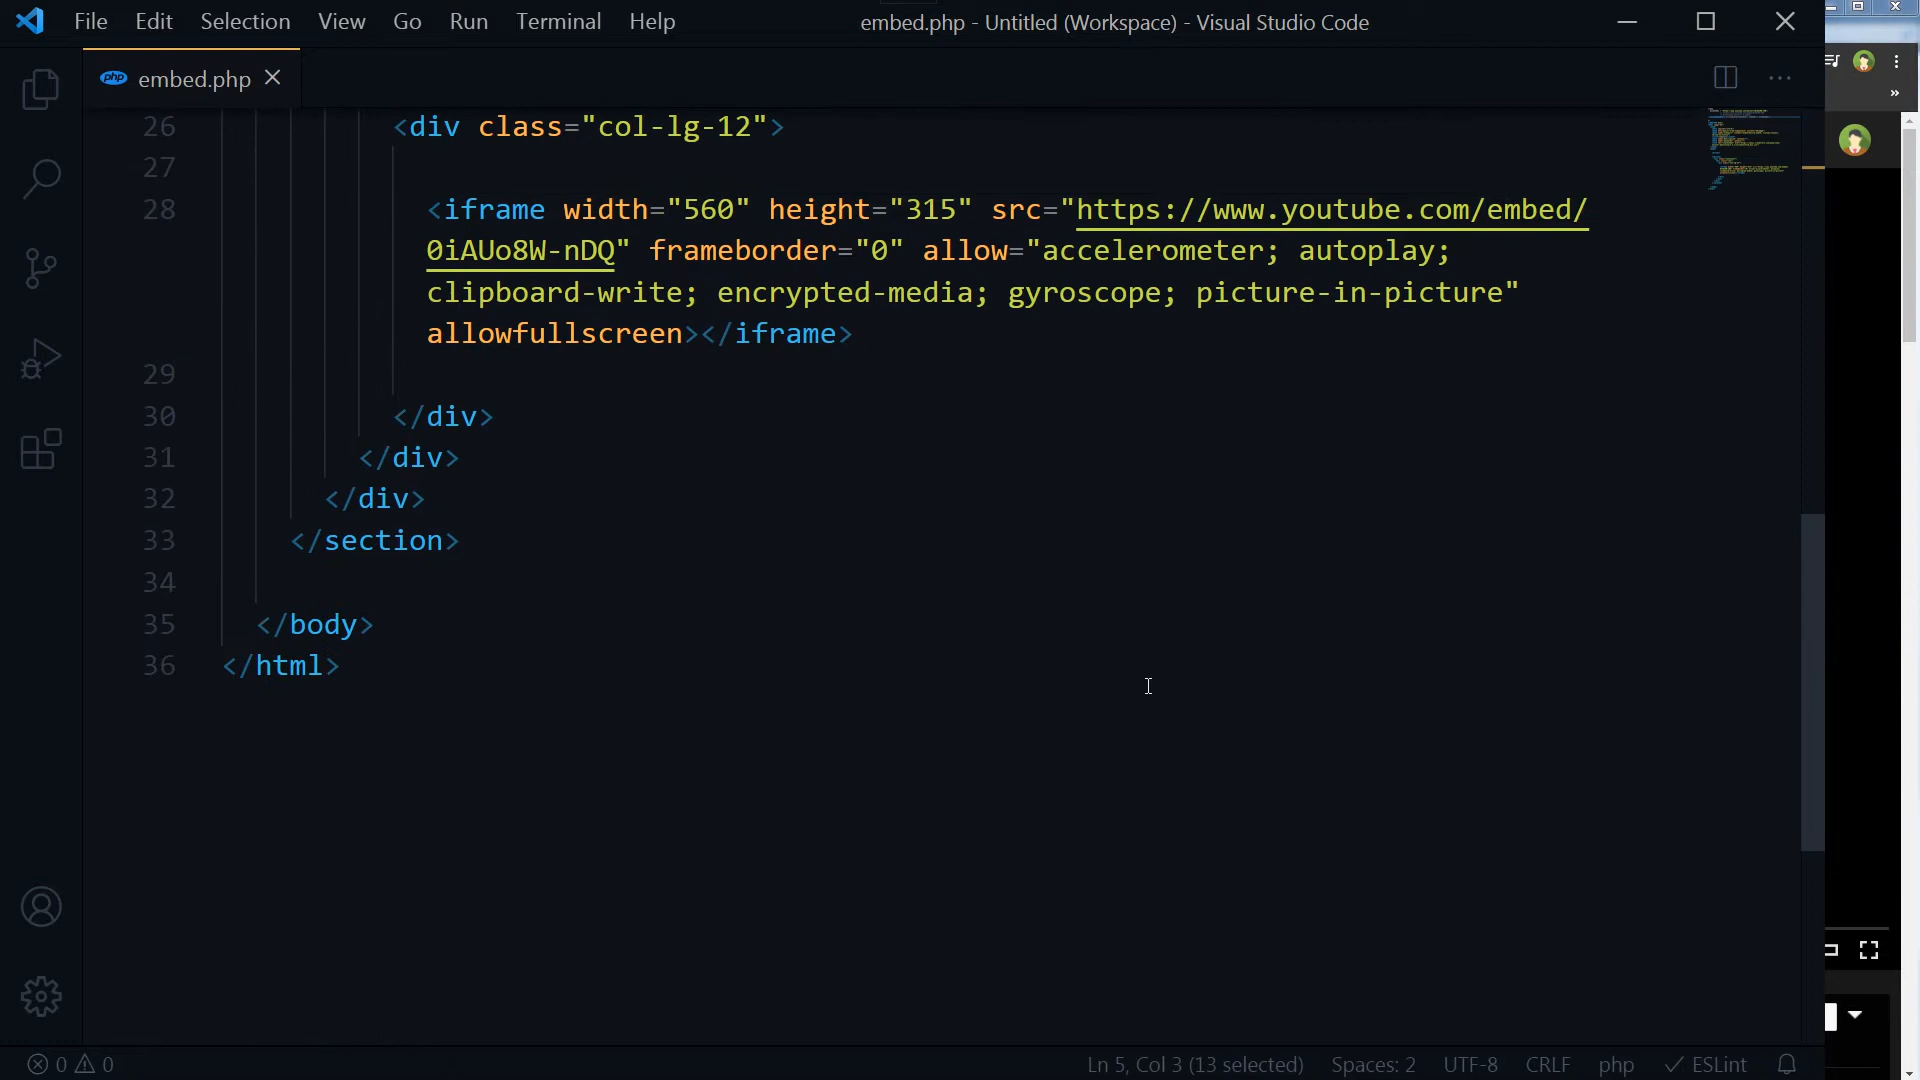 File Edit Selection View Go Run Terminal Help embed.php - Untitled (Workspace) - Visual Studio Code
php embed.php
26 <div class="col-lg-12">
27
28 <iframe width="560" height="315" src="https://www.youtube.com/embed/
0iAUo8W-nDQ" frameborder="0" allow="accelerometer; autoplay;
clipboard-write; encrypted-media; gyroscope; picture-in-picture"
allowfullscreen></iframe>
29
30 </div>
31 </div>
32 </div>
33 </section>
34
35 </body>
36 </html>
0 0 Ln 5, Col 3 (13 selected) Spaces: 2 UTF-8 CRLF php ESLint